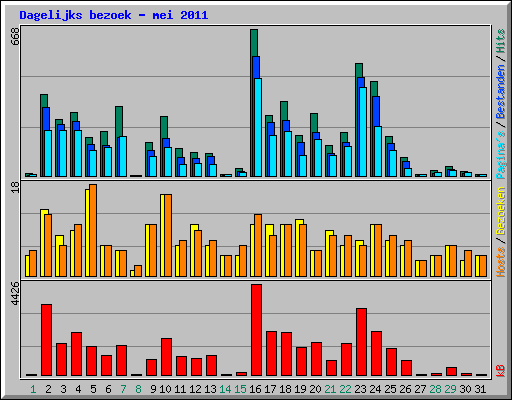 Dagelijks bezoek - mei 2011
668
18
4426
Hosts / Bezoeken Pagina's / Bestanden / Hits
kB
1 2 3 4 5 6 7 8 9 10 11 12 13 14 15 16 17 18 19 20 21 22 23 24 25 26 27 28 29 30 31